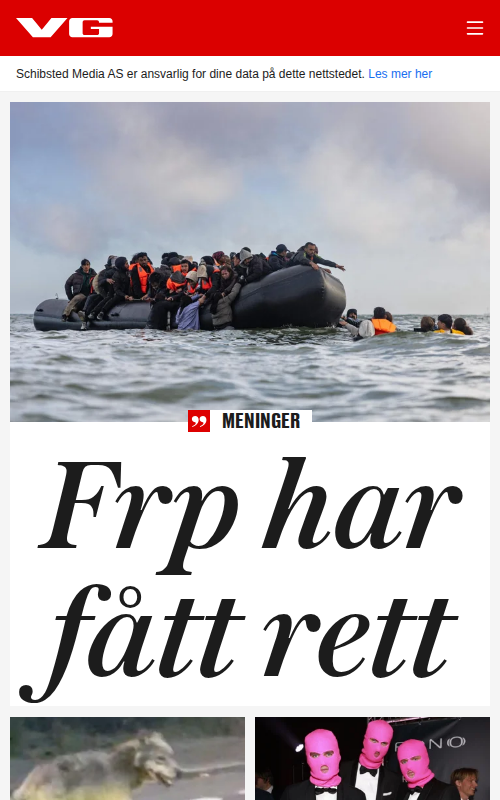 VG
Schibsted Media AS er ansvarlig for dine data på dette nettstedet. Les mer her
MENINGER
Frp har
fått rett